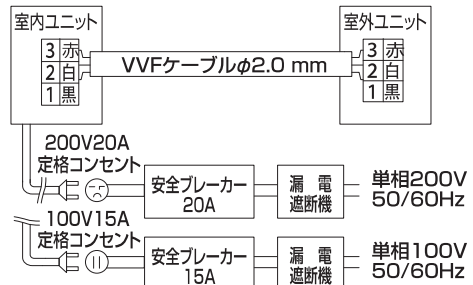 室内ユニット
室外ユニット
3 赤
2 白
1 黒
VVFケーブルφ2.0 mm
3 赤
2 白
1 黒
200V20A
定格コンセント
安全ブレーカー
20A
漏電
遮断機
単相200V
50/60Hz
100V15A
定格コンセント
安全ブレーカー
15A
漏電
遮断機
単相100V
50/60Hz